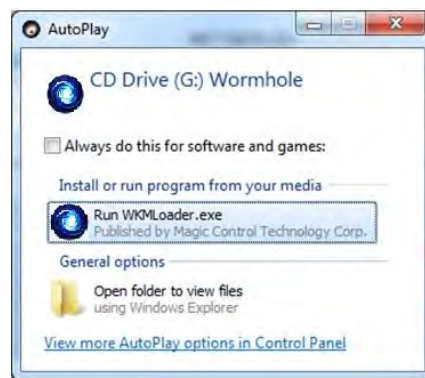 AutoPlay
CD Drive (G:) Wormhole
Always do this for software and games:
Install or run program from your media
Run WKMLoader.exe
Published by Magic Control Technology Corp.
General options
Open folder to view files
using Windows Explorer
View more AutoPlay options in Control Panel